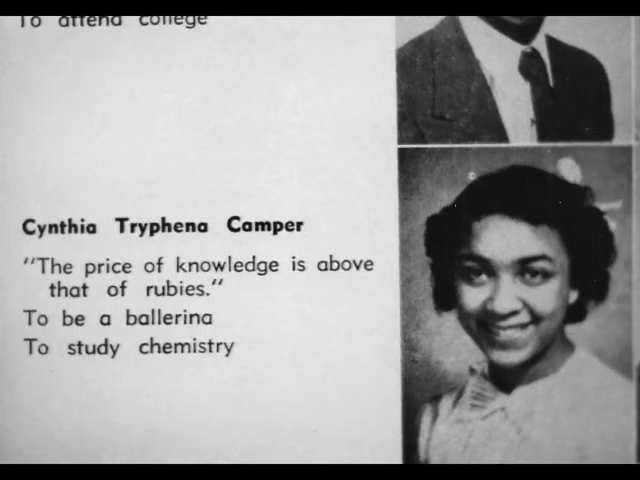 To attend college
Cynthia Tryphena Camper
"The price of knowledge is above
that of rubies."
To be a ballerina
To study chemistry